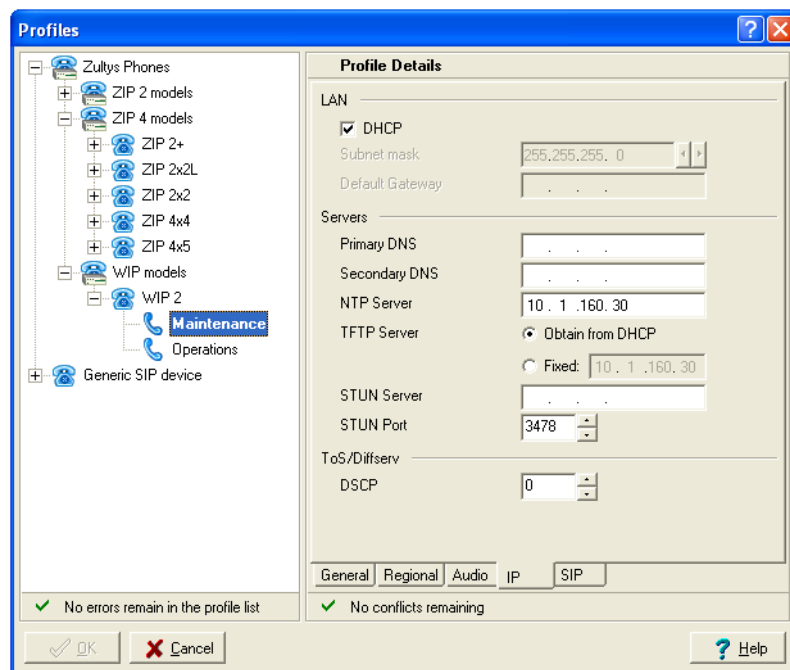 Profiles
Zultys Phones
ZIP 2 models
ZIP 4 models
ZIP 2+
ZIP 2x2L
ZIP 2x2
ZIP 4x4
ZIP 4x5
WIP models
WIP 2
Maintenance
Operations
Generic SIP device
No errors remain in the profile list
Profile Details
LAN
DHCP
Subnet mask 255.255.255. 0
Default Gateway . . .
Servers
Primary DNS . . .
Secondary DNS . . .
NTP Server 10 . 1 .160. 30
TFTP Server Obtain from DHCP
Fixed: 10 . 1 .160. 30
STUN Server . . .
STUN Port 3478
ToS/Diffserv
DSCP 0
General Regional Audio IP SIP
No conflicts remaining
OK Cancel Help